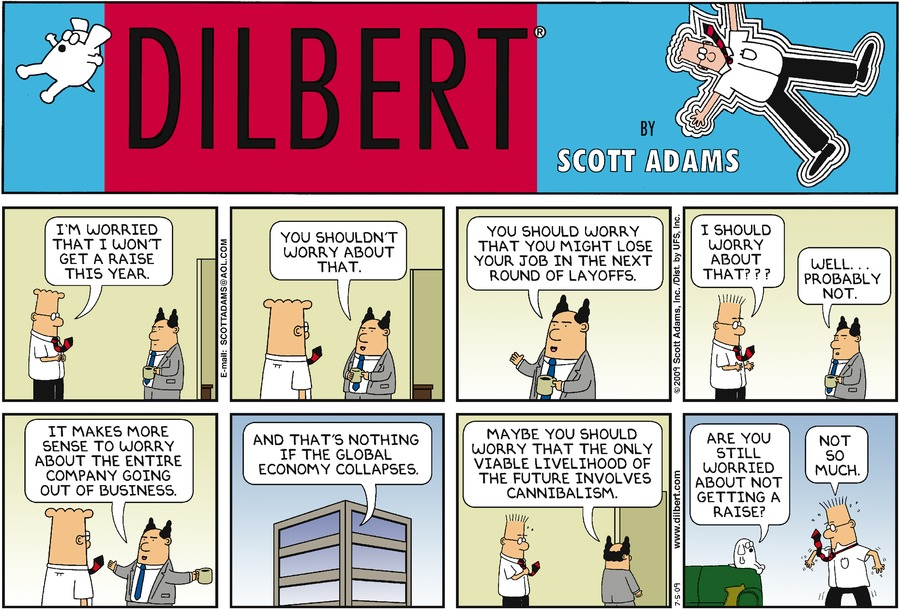 DILBERT®
BY
SCOTT ADAMS
I'M WORRIED
THAT I WON'T
GET A RAISE
THIS YEAR.
E-mail: SCOTTADAMS@AOL.COM
YOU SHOULDN'T
WORRY ABOUT
THAT.
YOU SHOULD WORRY
THAT YOU MIGHT LOSE
YOUR JOB IN THE NEXT
ROUND OF LAYOFFS.
© 2009 Scott Adams, Inc./Dist. by UFS, Inc.
I SHOULD
WORRY
ABOUT
THAT???
WELL...
PROBABLY
NOT.
IT MAKES MORE
SENSE TO WORRY
ABOUT THE ENTIRE
COMPANY GOING
OUT OF BUSINESS.
AND THAT'S NOTHING
IF THE GLOBAL
ECONOMY COLLAPSES.
MAYBE YOU SHOULD
WORRY THAT THE ONLY
VIABLE LIVELIHOOD OF
THE FUTURE INVOLVES
CANNIBALISM.
www.dilbert.com
7-5-09
ARE YOU
STILL
WORRIED
ABOUT NOT
GETTING A
RAISE?
NOT
SO
MUCH.